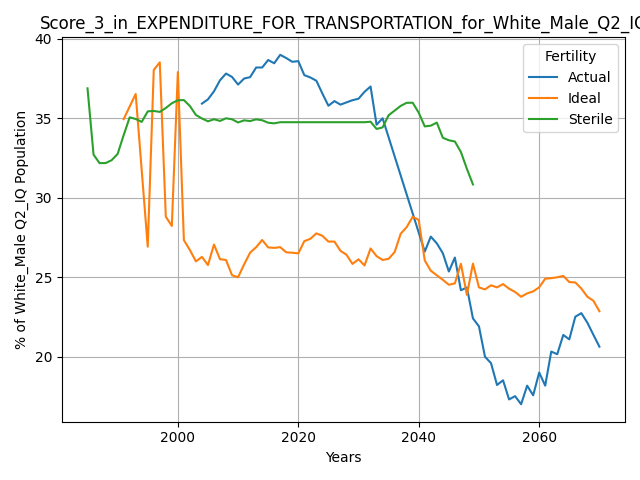 Score_3_in_EXPENDITURE_FOR_TRANSPORTATION_for_White_Male_Q2_IQ
Fertility
Actual
Ideal
Sterile
% of White_Male Q2_IQ Population
40
35
30
25
20
2000
2020
2040
2060
Years